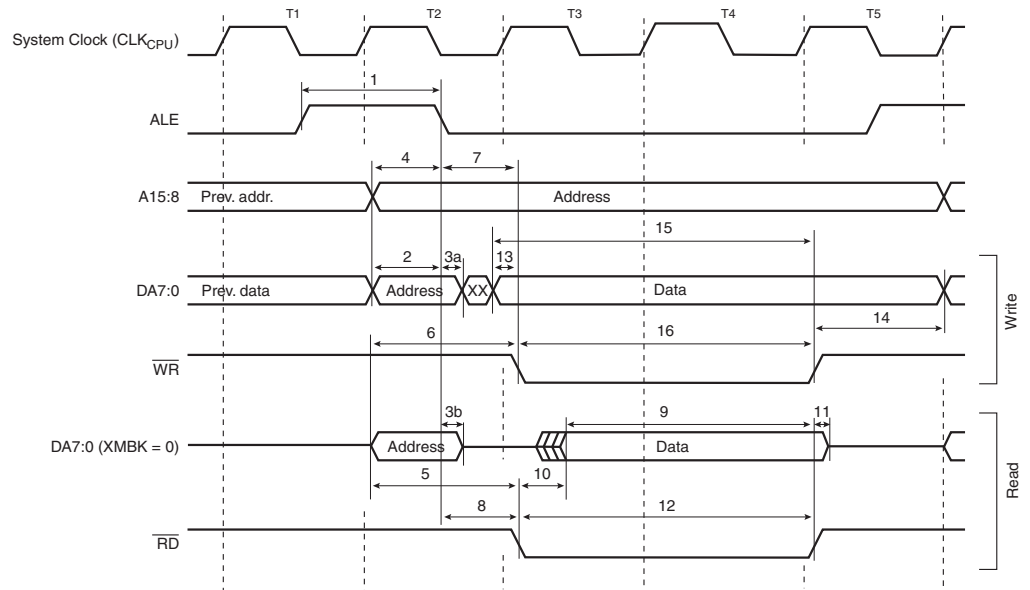 T1 T2 T3 T4 T5
System Clock (CLKCPU)
1
ALE
4 7
A15:8 Prev. addr. Address
15
2 3a 13
DA7:0 Prev. data Address XX Data
14
6 16
WR
Write
3b 9 11
DA7:0 (XMBK = 0) Address Data
5 10
8 12
RD
Read